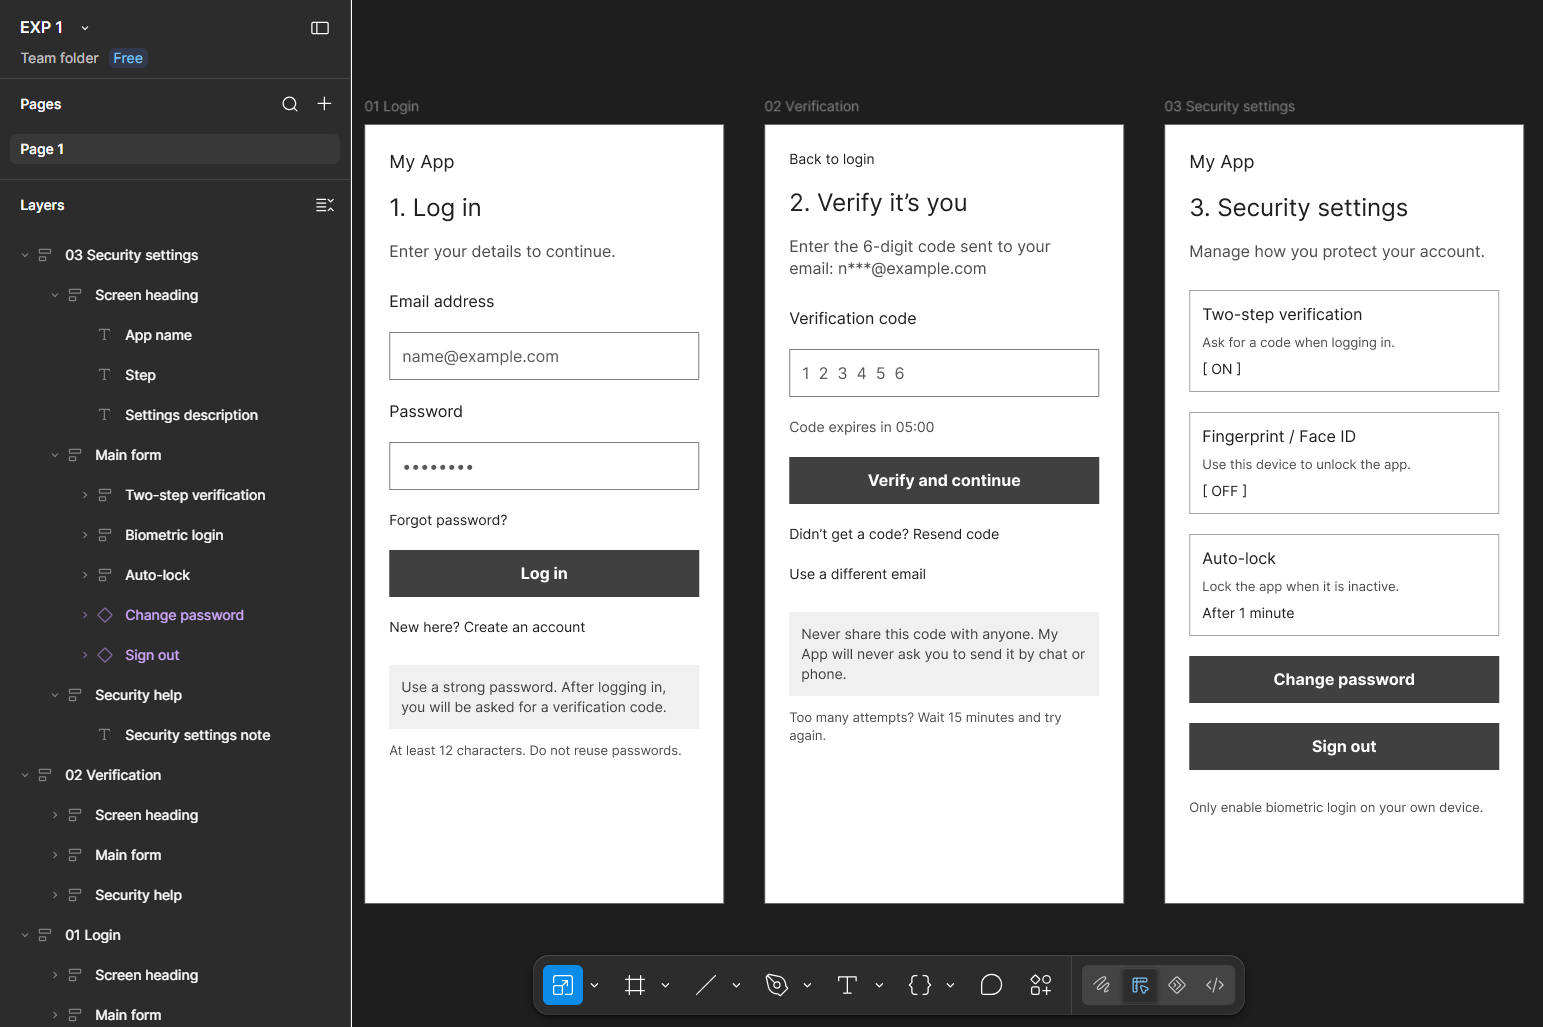 EXP 1
Team folder Free
Pages
Page 1
Layers
03 Security settings
Screen heading
App name
Step
Settings description
Main form
Two-step verification
Biometric login
Auto-lock
Change password
Sign out
Security help
Security settings note
02 Verification
Screen heading
Main form
Security help
01 Login
Screen heading
Main form
01 Login
My App
1. Log in
Enter your details to continue.
Email address
name@example.com
Password
••••••••
Forgot password?
Log in
New here? Create an account
Use a strong password. After logging in,
you will be asked for a verification code.
At least 12 characters. Do not reuse passwords.
02 Verification
Back to login
2. Verify it’s you
Enter the 6-digit code sent to your
email: n***@example.com
Verification code
1 2 3 4 5 6
Code expires in 05:00
Verify and continue
Didn’t get a code? Resend code
Use a different email
Never share this code with anyone. My
App will never ask you to send it by chat or
phone.
Too many attempts? Wait 15 minutes and try
again.
03 Security settings
My App
3. Security settings
Manage how you protect your account.
Two-step verification
Ask for a code when logging in.
[ ON ]
Fingerprint / Face ID
Use this device to unlock the app.
[ OFF ]
Auto-lock
Lock the app when it is inactive.
After 1 minute
Change password
Sign out
Only enable biometric login on your own device.